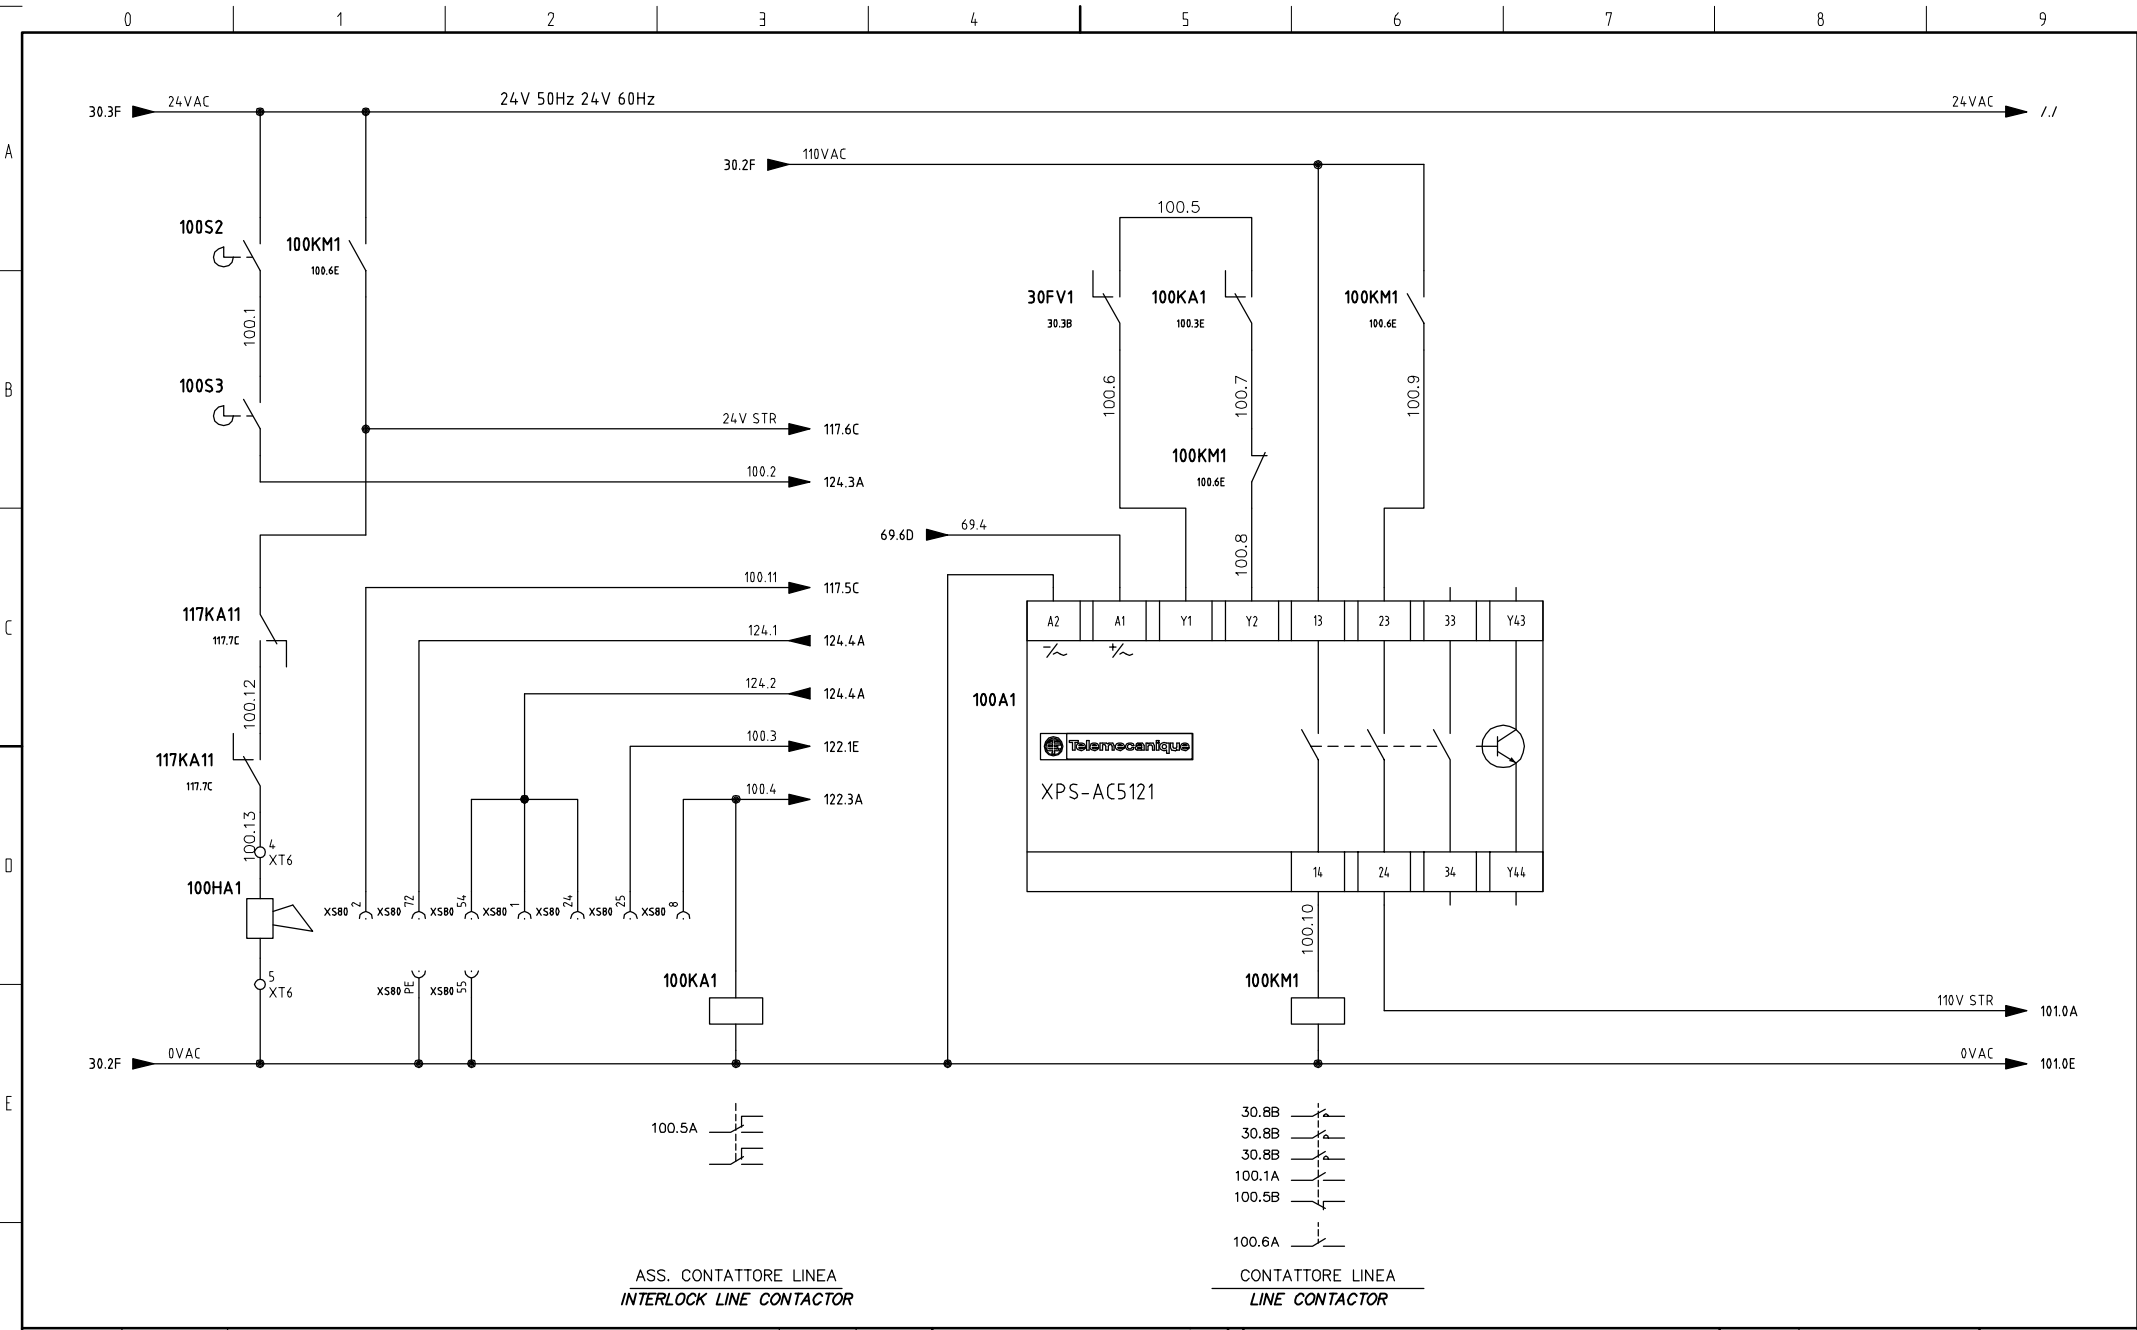 0 1 2 3 4 5 6 7 8 9
30.3F 24VAC 24V 50Hz 24V 60Hz 24VAC /./
A
30.2F 110VAC
100.5
100S2
100KM1
100.6E
30FV1 100KA1 100KM1
30.3B 100.3E 100.6E
100.1
100S3
B
100.6 100.7 100.9
24V STR 117.6C
100KM1
100.6E
100.2 124.3A
69.6D 69.4
100.8
100.11 117.5C
117KA11
117.7C
C
124.1 124.4A
A2 A1 Y1 Y2 13 23 33 Y43
-/~ +/~
124.2 124.4A
100.12
100A1
100.3 122.1E
Telemecanique
117KA11
117.7C
100.4 122.3A
XPS-AC5121
100.13
4
XT6
D
14 24 34 Y44
100HA1
XS80 2 XS80 72 XS80 54 XS80 1 XS80 24 XS80 25 XS80 8
100.10
5
XT6
XS80 PE XS80 55
100KA1 100KM1
110V STR 101.0A
30.2F 0VAC 0VAC 101.0E
E
100.5A
30.8B
30.8B
30.8B
100.1A
100.5B
100.6A
ASS. CONTATTORE LINEA
INTERLOCK LINE CONTACTOR
CONTATTORE LINEA
LINE CONTACTOR